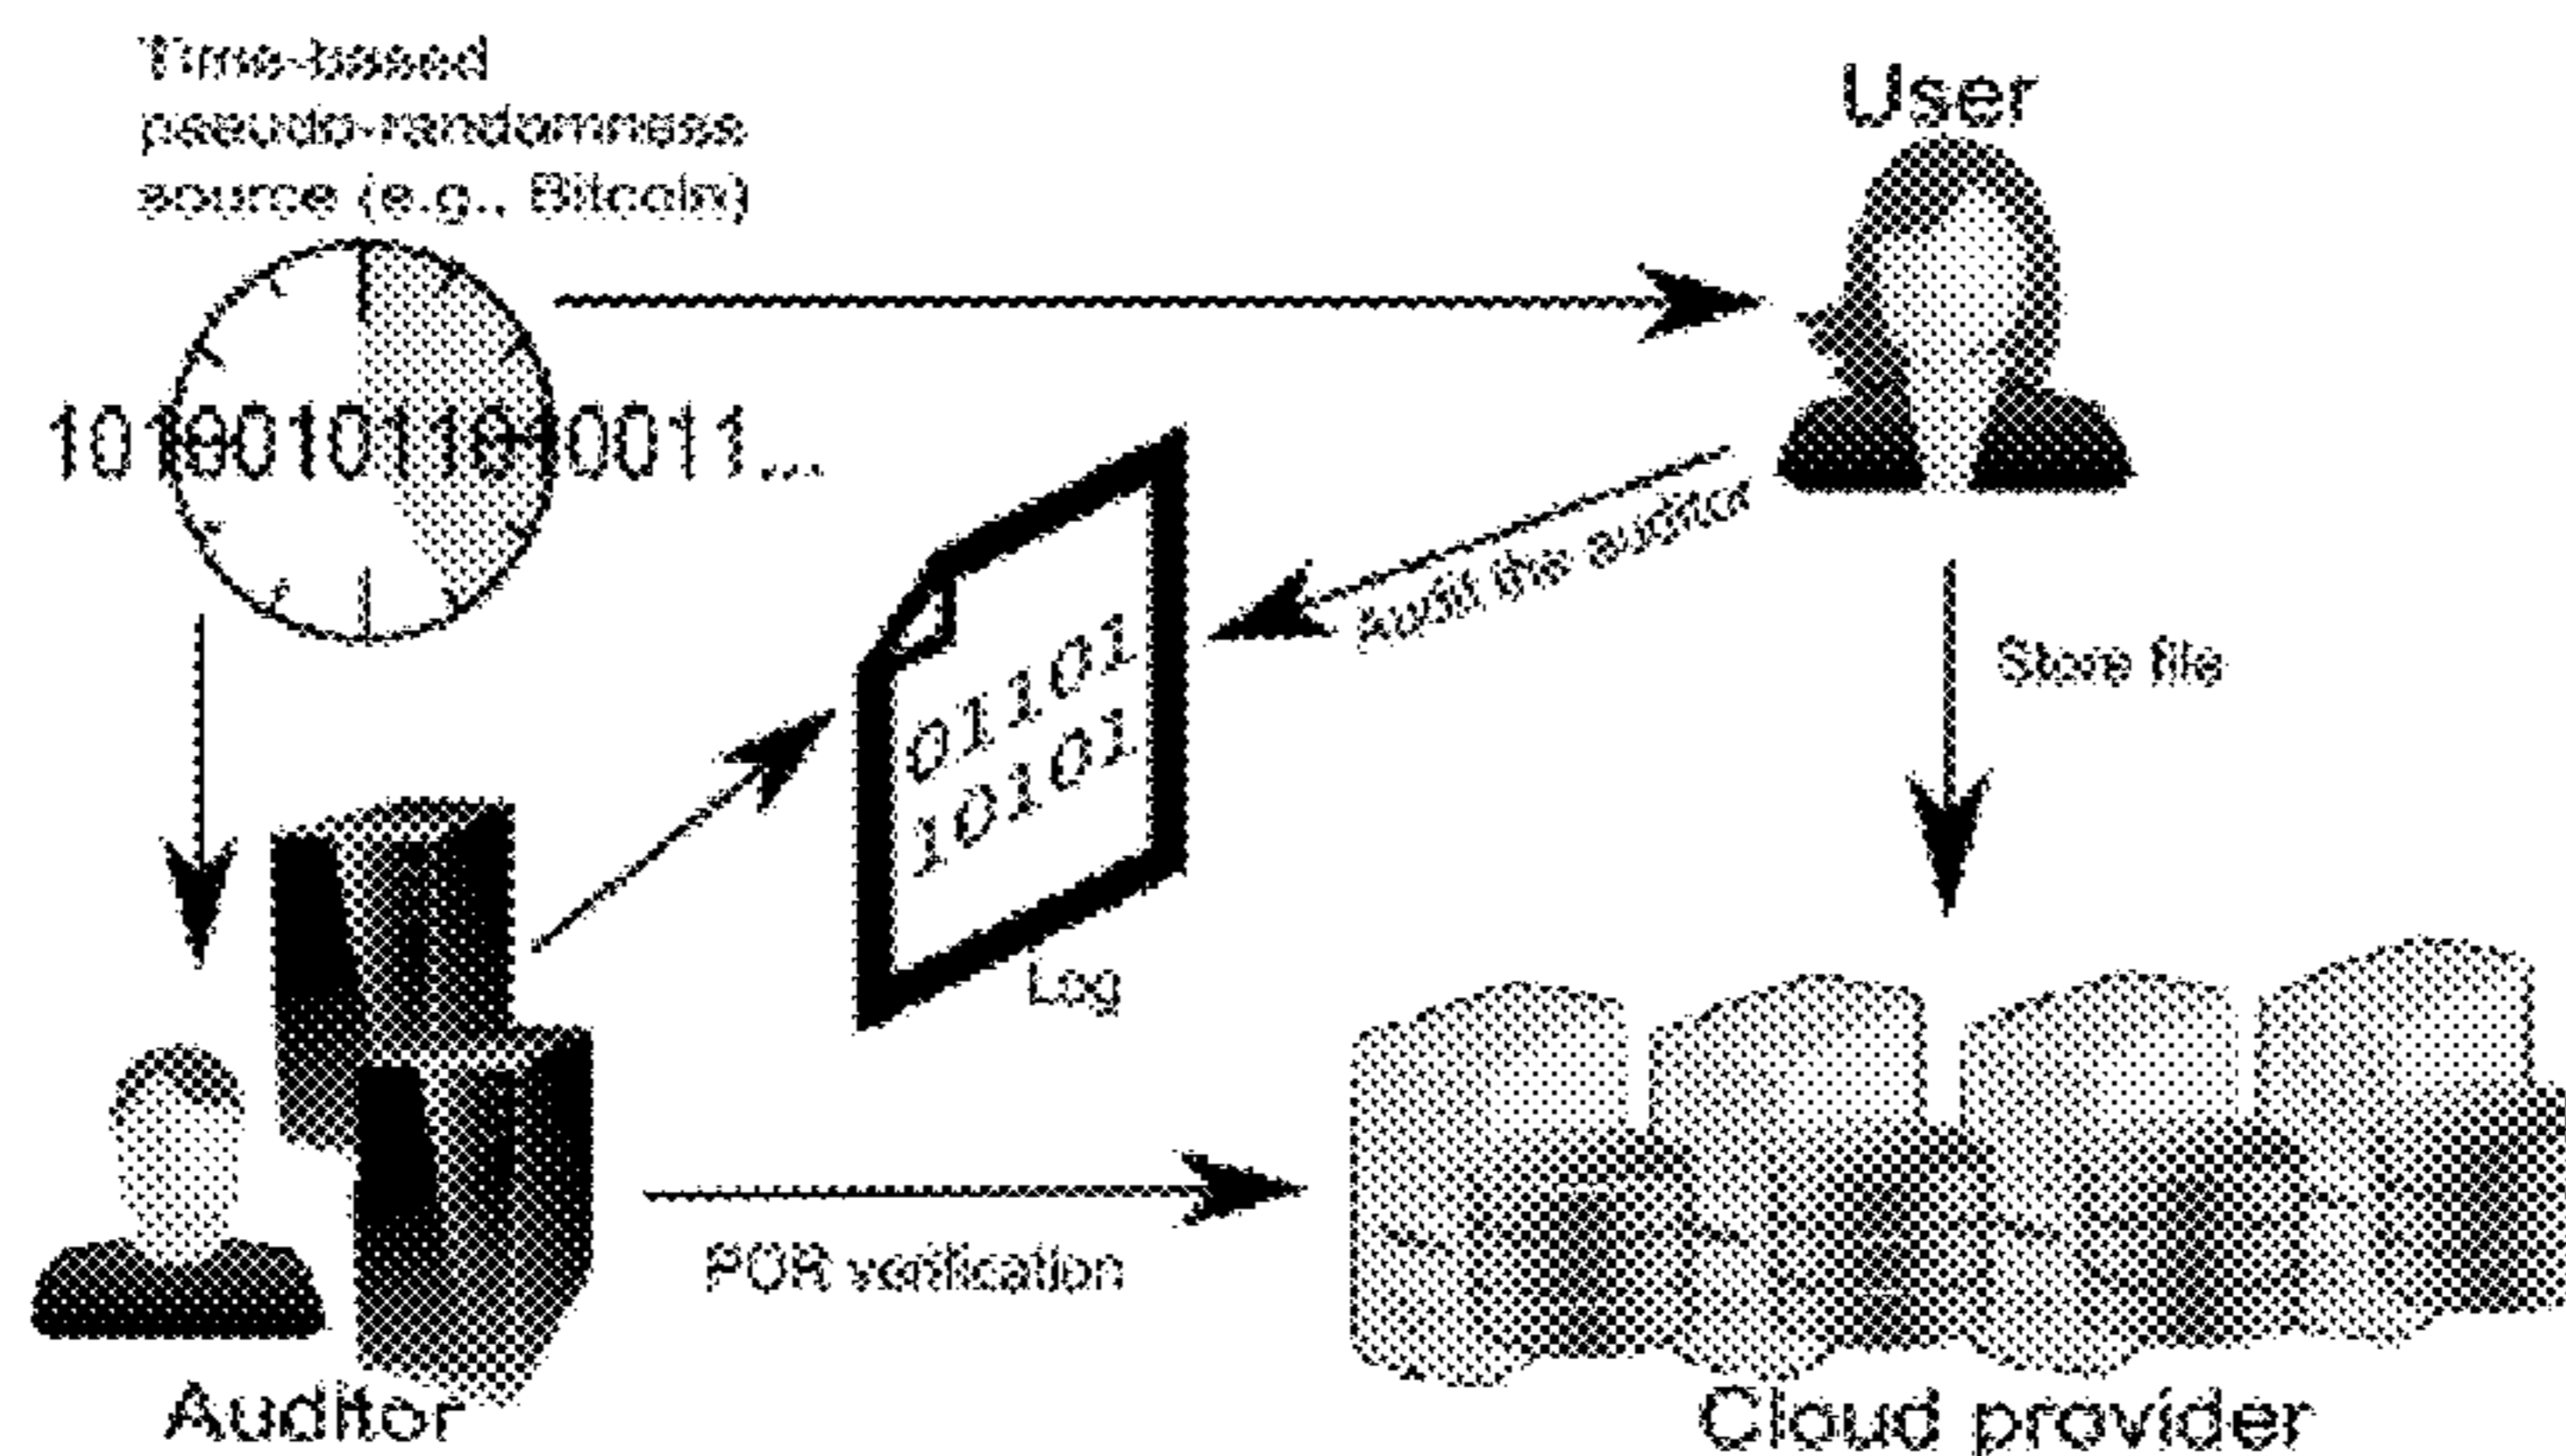 Time-based
pseudo-randomness
source (e.g., Bitcoin)
User
101001011010011...
Audit the auditor
Store file
01101
10101
Log
POR verification
Auditor
Cloud provider